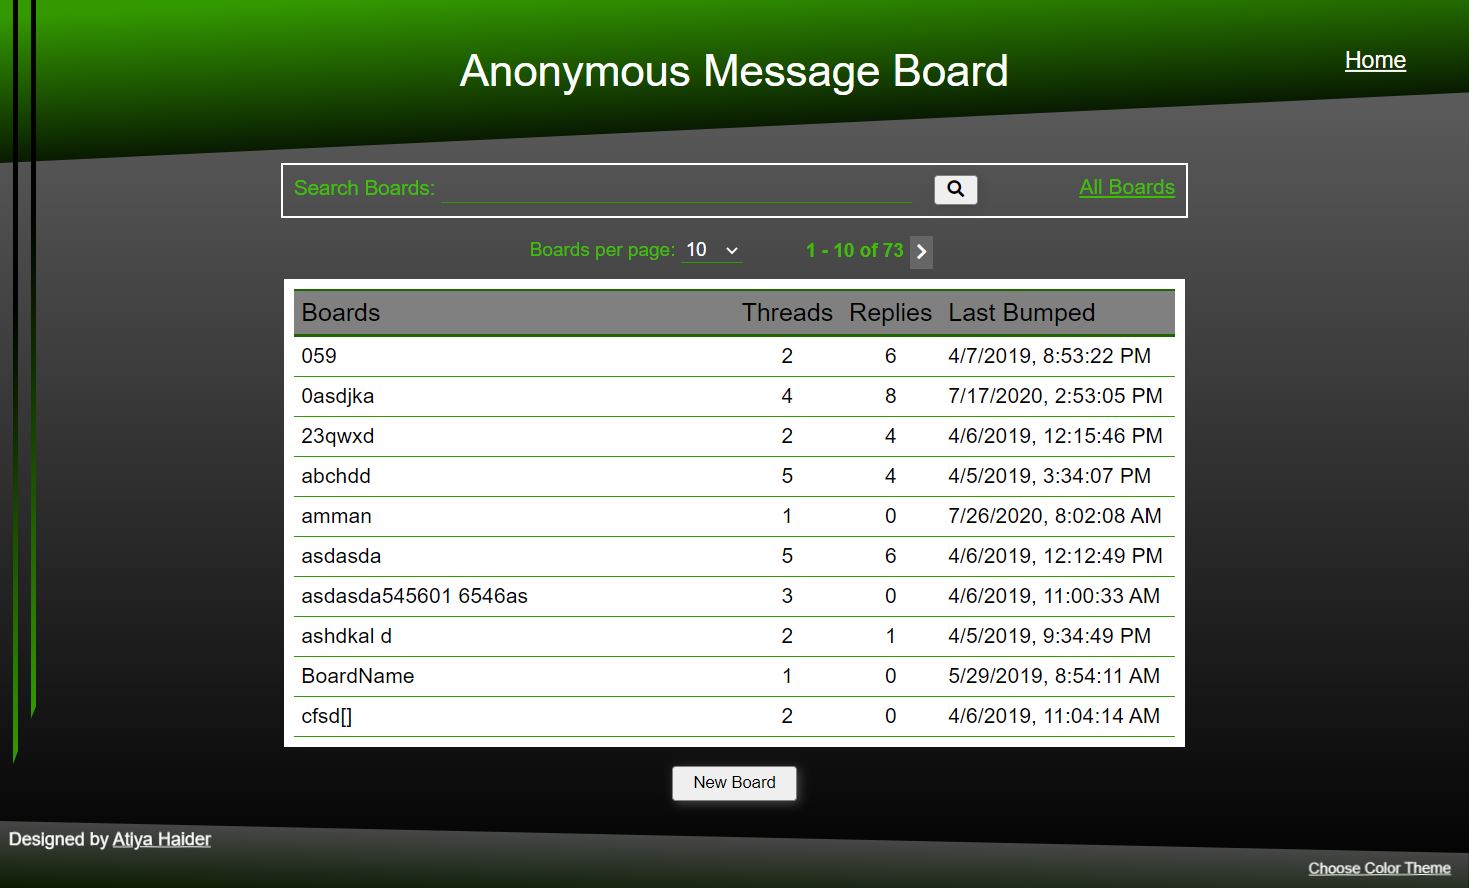 Anonymous Message Board
Home
Search Boards:
All Boards
Boards per page: 10
1 - 10 of 73
Boards Threads Replies Last Bumped
059 2 6 4/7/2019, 8:53:22 PM
0asdjka 4 8 7/17/2020, 2:53:05 PM
23qwxd 2 4 4/6/2019, 12:15:46 PM
abchdd 5 4 4/5/2019, 3:34:07 PM
amman 1 0 7/26/2020, 8:02:08 AM
asdasda 5 6 4/6/2019, 12:12:49 PM
asdasda545601 6546as 3 0 4/6/2019, 11:00:33 AM
ashdkal d 2 1 4/5/2019, 9:34:49 PM
BoardName 1 0 5/29/2019, 8:54:11 AM
cfsd[] 2 0 4/6/2019, 11:04:14 AM
New Board
Designed by Atiya Haider
Choose Color Theme